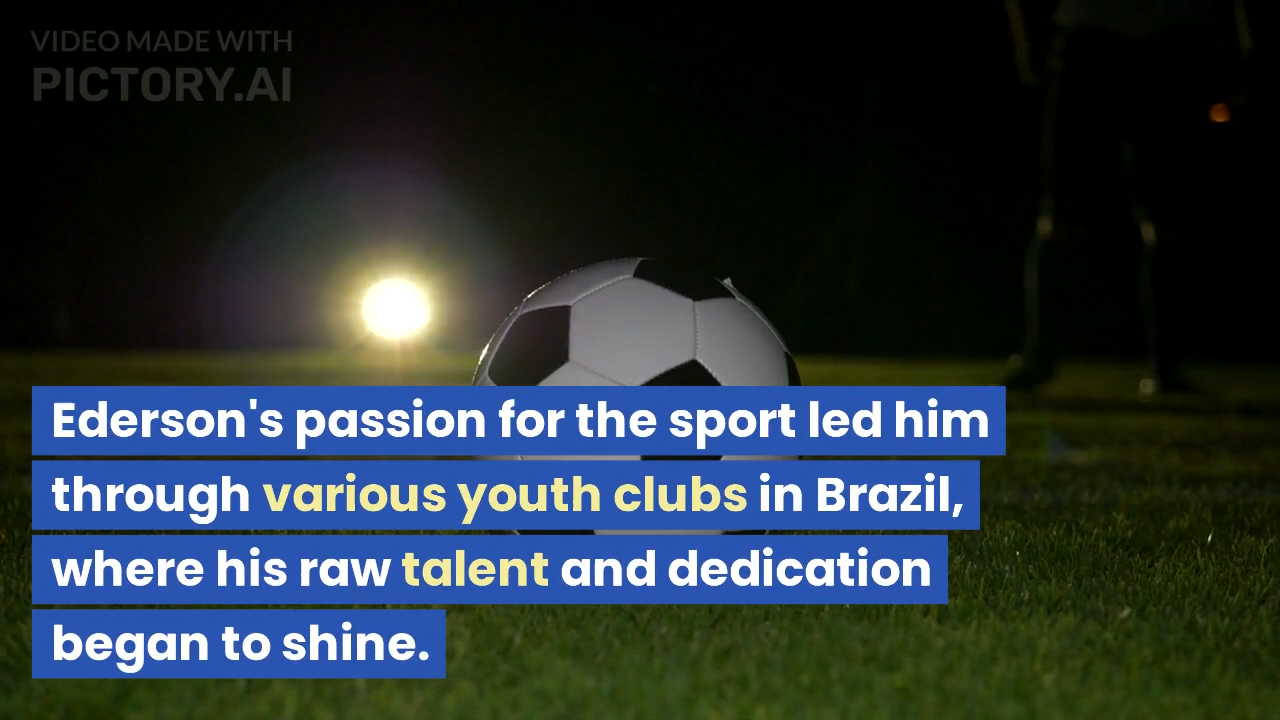 VIDEO MADE WITH
PICTORY.AI
Ederson's passion for the sport led him
through various youth clubs in Brazil,
where his raw talent and dedication
began to shine.